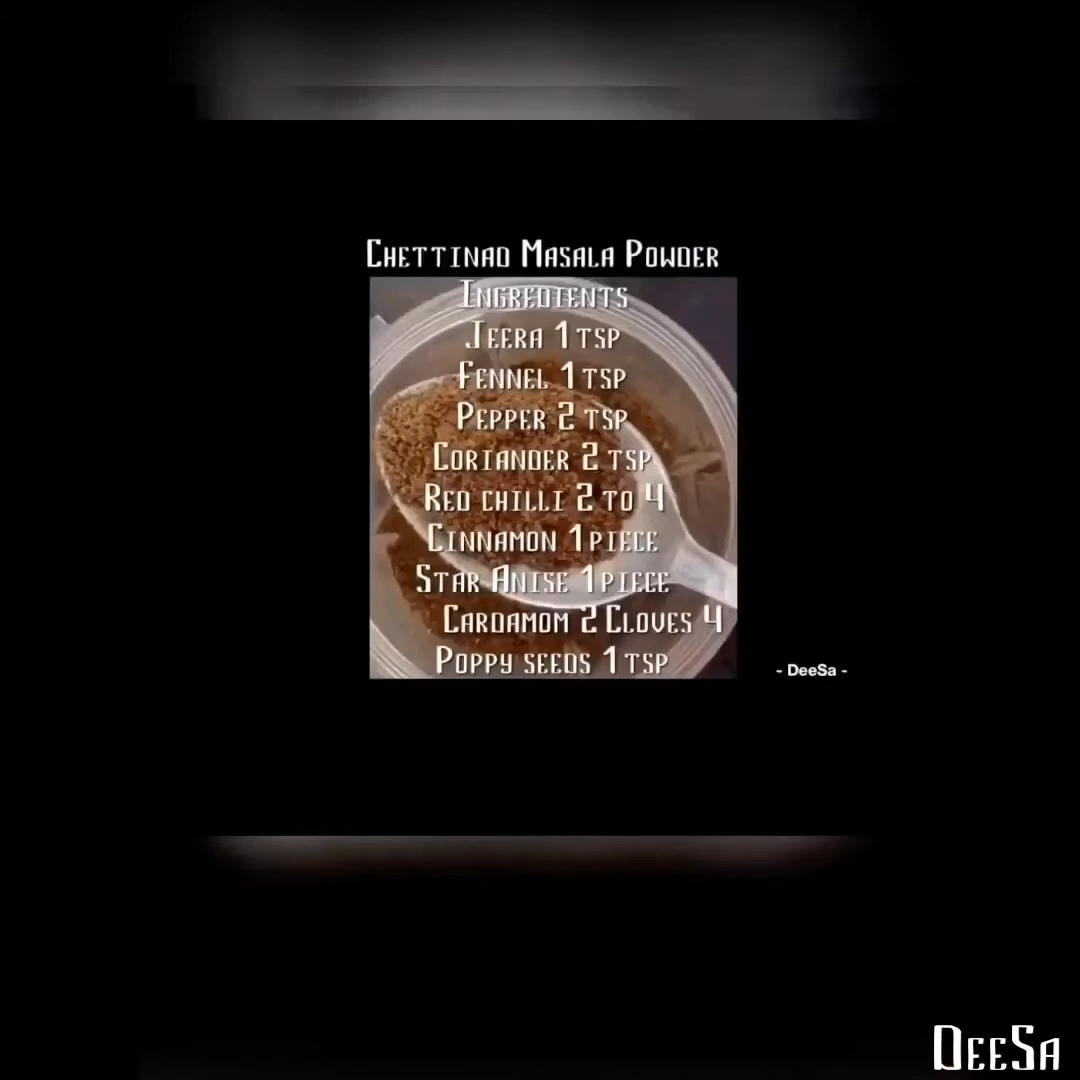 Chettinad Masala Powder
Ingredients
Jeera 1 tsp
Fennel 1 tsp
Pepper 2 tsp
Coriander 2 tsp
Red chilli 2 to 4
Cinnamon 1 piece
Star Anise 1 piece
Cardamom 2 Cloves 4
Poppy seeds 1 tsp
- DeeSa -
DeeSa